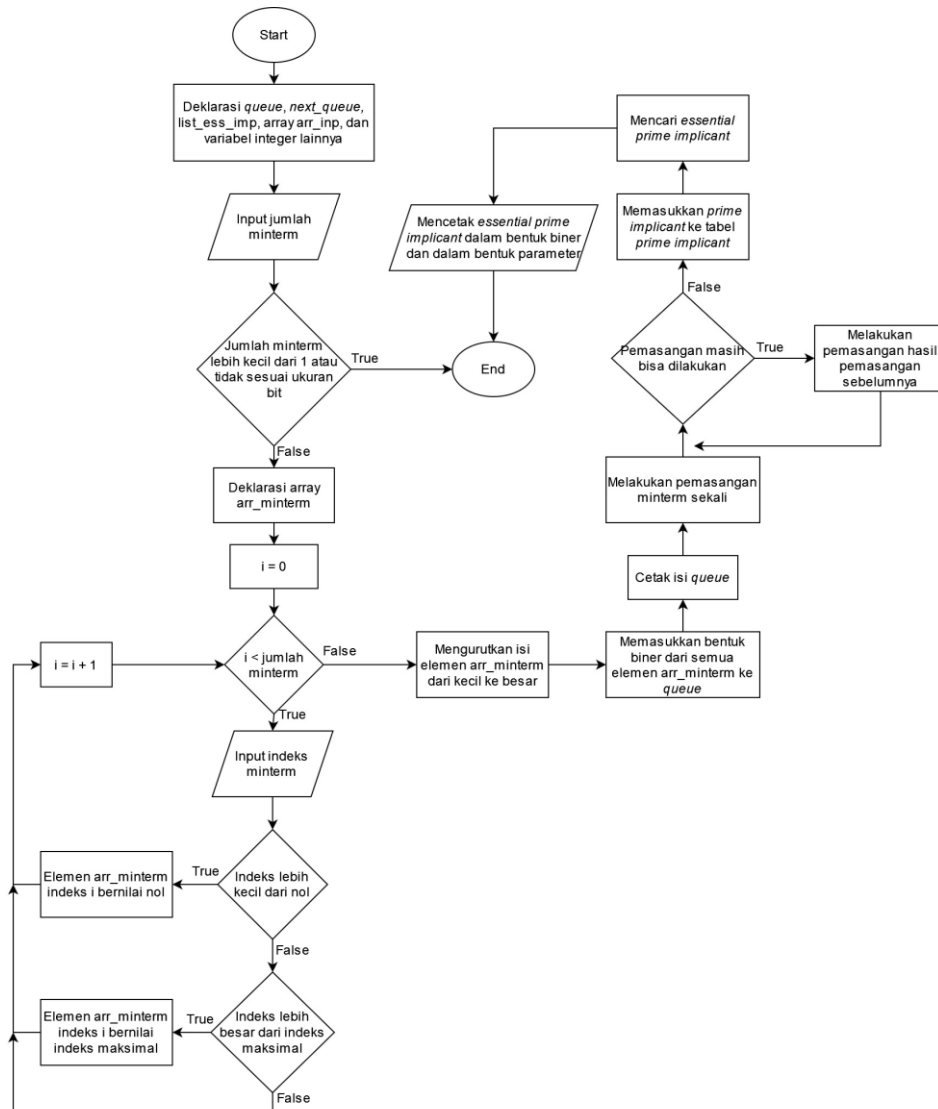 Start
Deklarasi queue, next_queue,
list_ess_imp, array arr_inp, dan
variabel integer lainnya
Input jumlah
minterm
Jumlah minterm
lebih kecil dari 1 atau
tidak sesuai ukuran
bit
True
End
False
Deklarasi array
arr_minterm
i = 0
i < jumlah
minterm
i = i + 1
True
Input indeks
minterm
Indeks lebih
kecil dari nol
True
Elemen arr_minterm
indeks i bernilai nol
False
Indeks lebih
besar dari indeks
maksimal
True
Elemen arr_minterm
indeks i bernilai
indeks maksimal
False
False
Mengurutkan isi
elemen arr_minterm
dari kecil ke besar
Memasukkan bentuk
biner dari semua
elemen arr_minterm ke
queue
Cetak isi queue
Melakukan pemasangan
minterm sekali
Pemasangan masih
bisa dilakukan
True
Melakukan
pemasangan hasil
pemasangan
sebelumnya
False
Memasukkan prime
implicant ke tabel
prime implicant
Mencari essential
prime implicant
Mencetak essential prime
implicant dalam bentuk biner
dan dalam bentuk parameter